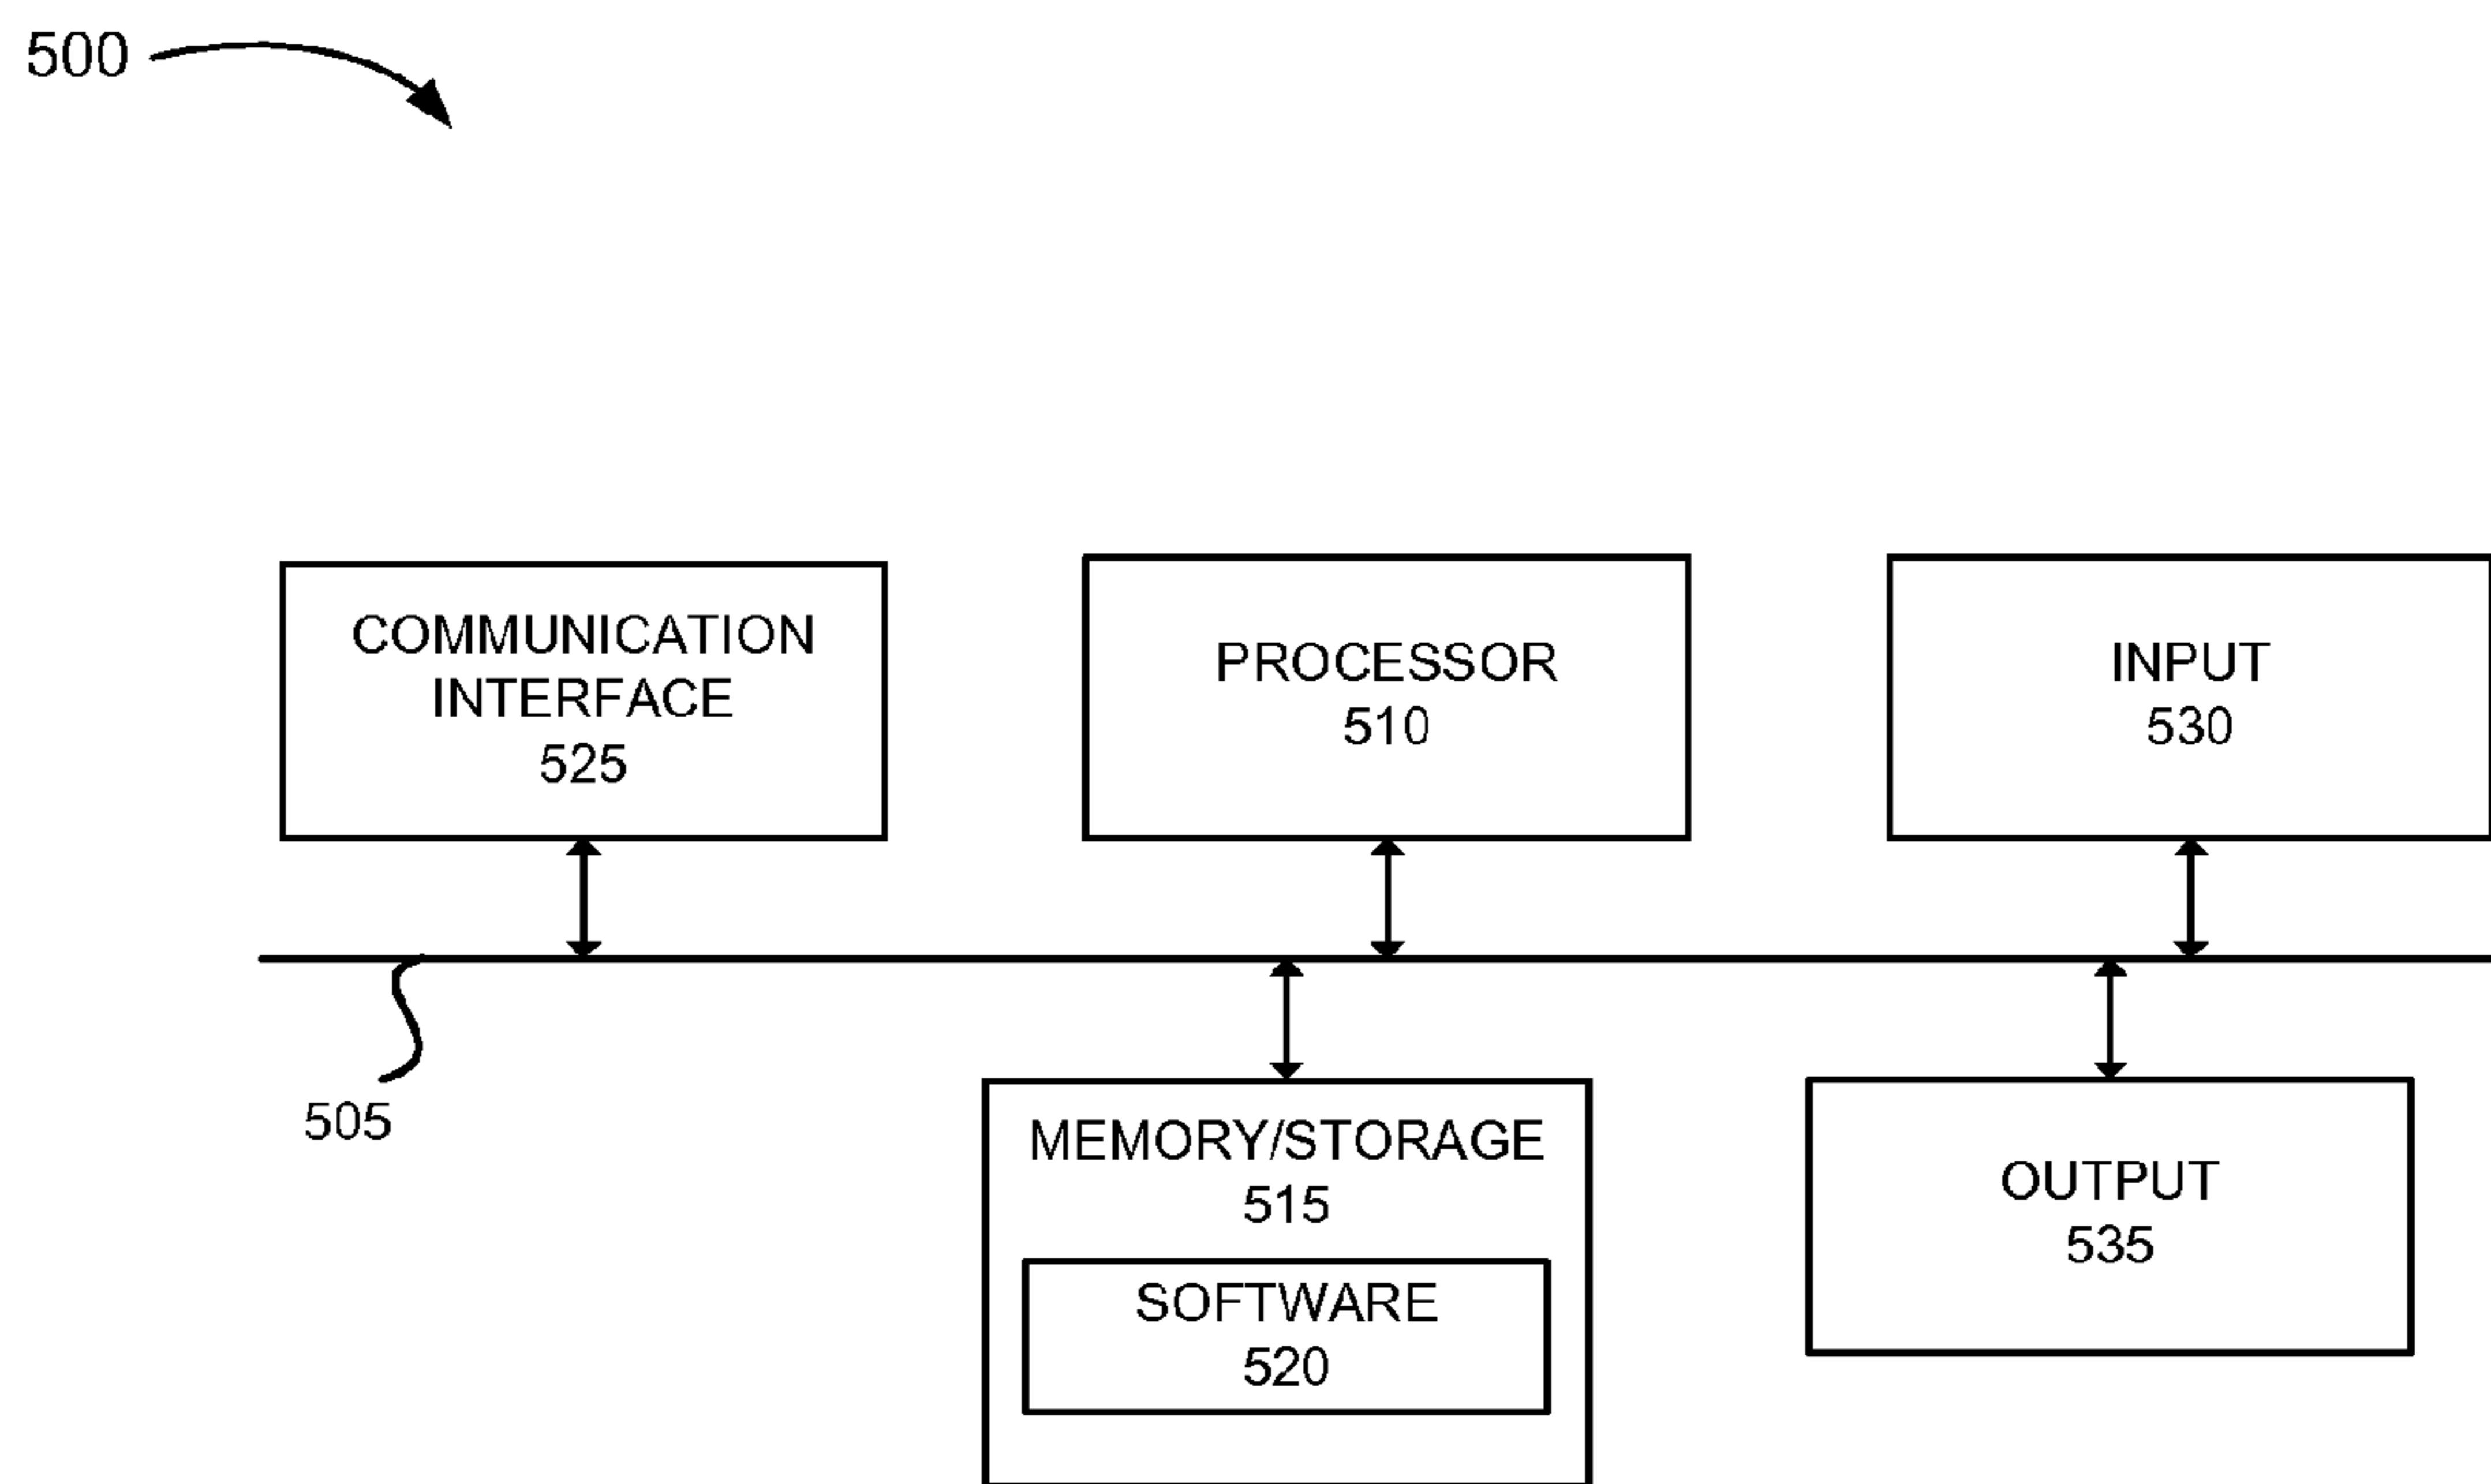 500
COMMUNICATION
INTERFACE
525
PROCESSOR
510
INPUT
530
505
MEMORY/STORAGE
515
SOFTWARE
520
OUTPUT
535